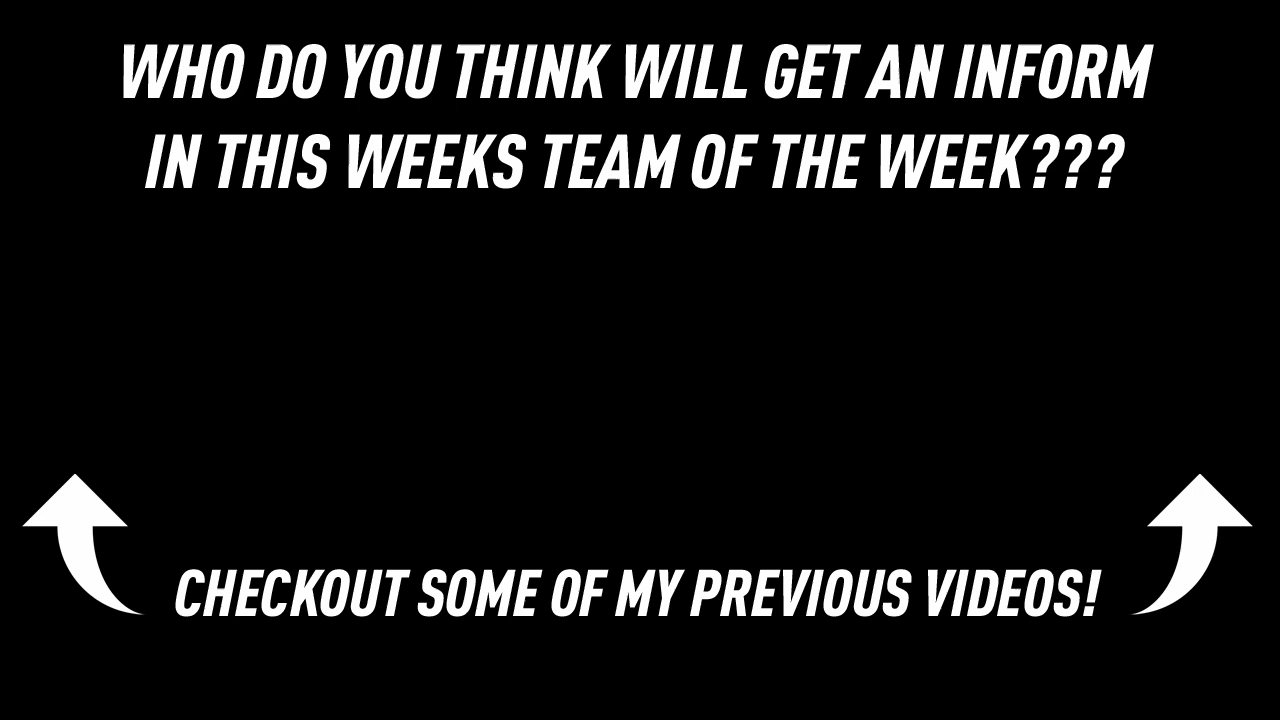 WHO DO YOU THINK WILL GET AN INFORM
IN THIS WEEKS TEAM OF THE WEEK???
CHECKOUT SOME OF MY PREVIOUS VIDEOS!